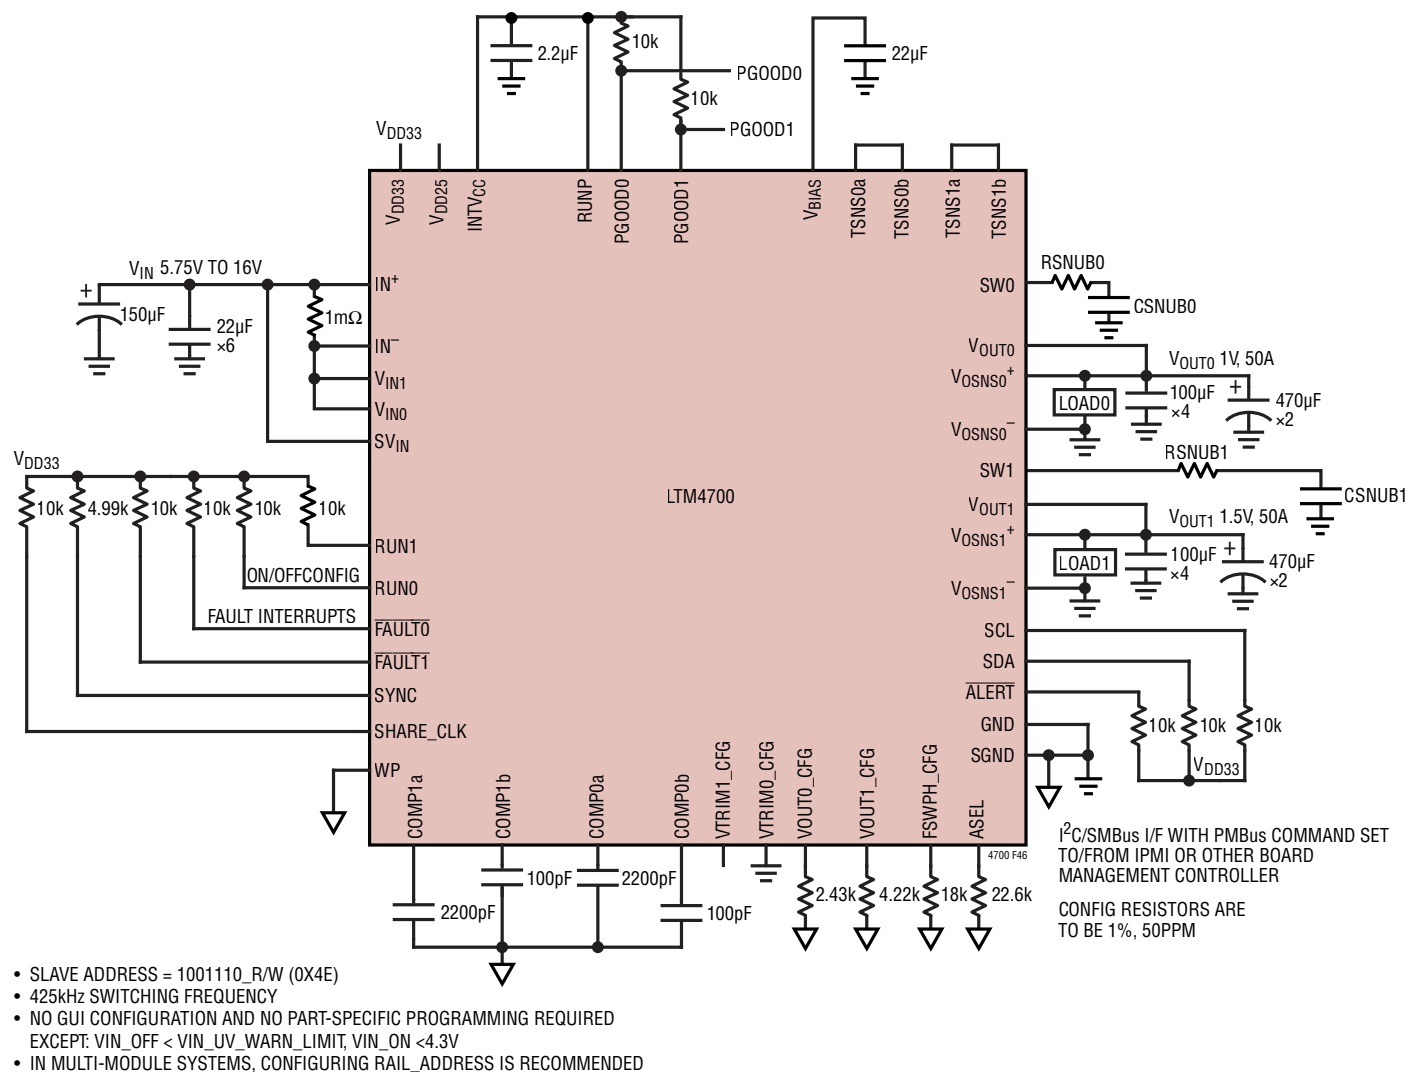 2.2µF
10k
PGOOD0
10k
PGOOD1
22µF
VDD33
VDD33
VDD25
INTVCC
RUNP
PGOOD0
PGOOD1
VBIAS
TSNS0a
TSNS0b
TSNS1a
TSNS1b
VIN 5.75V TO 16V
+
150µF
22µF
×6
1mΩ
IN+
IN–
VIN1
VIN0
SVIN
VDD33
10k
4.99k
10k
10k
10k
10k
RUN1
ON/OFFCONFIG
RUN0
FAULT INTERRUPTS
FAULT0
FAULT1
SYNC
SHARE_CLK
WP
LTM4700
SW0
RSNUB0
CSNUB0
VOUT0
VOSNS0+
VOUT0 1V, 50A
LOAD0
100µF
×4
+
470µF
×2
VOSNS0–
SW1
RSNUB1
CSNUB1
VOUT1
VOSNS1+
VOUT1 1.5V, 50A
LOAD1
100µF
×4
+
470µF
×2
VOSNS1–
SCL
SDA
ALERT
GND
SGND
10k
10k
10k
VDD33
COMP1a
COMP1b
COMP0a
COMP0b
VTRIM1_CFG
VTRIM0_CFG
VOUT0_CFG
VOUT1_CFG
FSWPH_CFG
ASEL
4700 F46
2200pF
100pF
2200pF
100pF
2.43k
4.22k
18k
22.6k
I2C/SMBus I/F WITH PMBus COMMAND SET
TO/FROM IPMI OR OTHER BOARD
MANAGEMENT CONTROLLER
CONFIG RESISTORS ARE
TO BE 1%, 50PPM
• SLAVE ADDRESS = 1001110_R/W (0X4E)
• 425kHz SWITCHING FREQUENCY
• NO GUI CONFIGURATION AND NO PART-SPECIFIC PROGRAMMING REQUIRED
EXCEPT: VIN_OFF < VIN_UV_WARN_LIMIT, VIN_ON <4.3V
• IN MULTI-MODULE SYSTEMS, CONFIGURING RAIL_ADDRESS IS RECOMMENDED